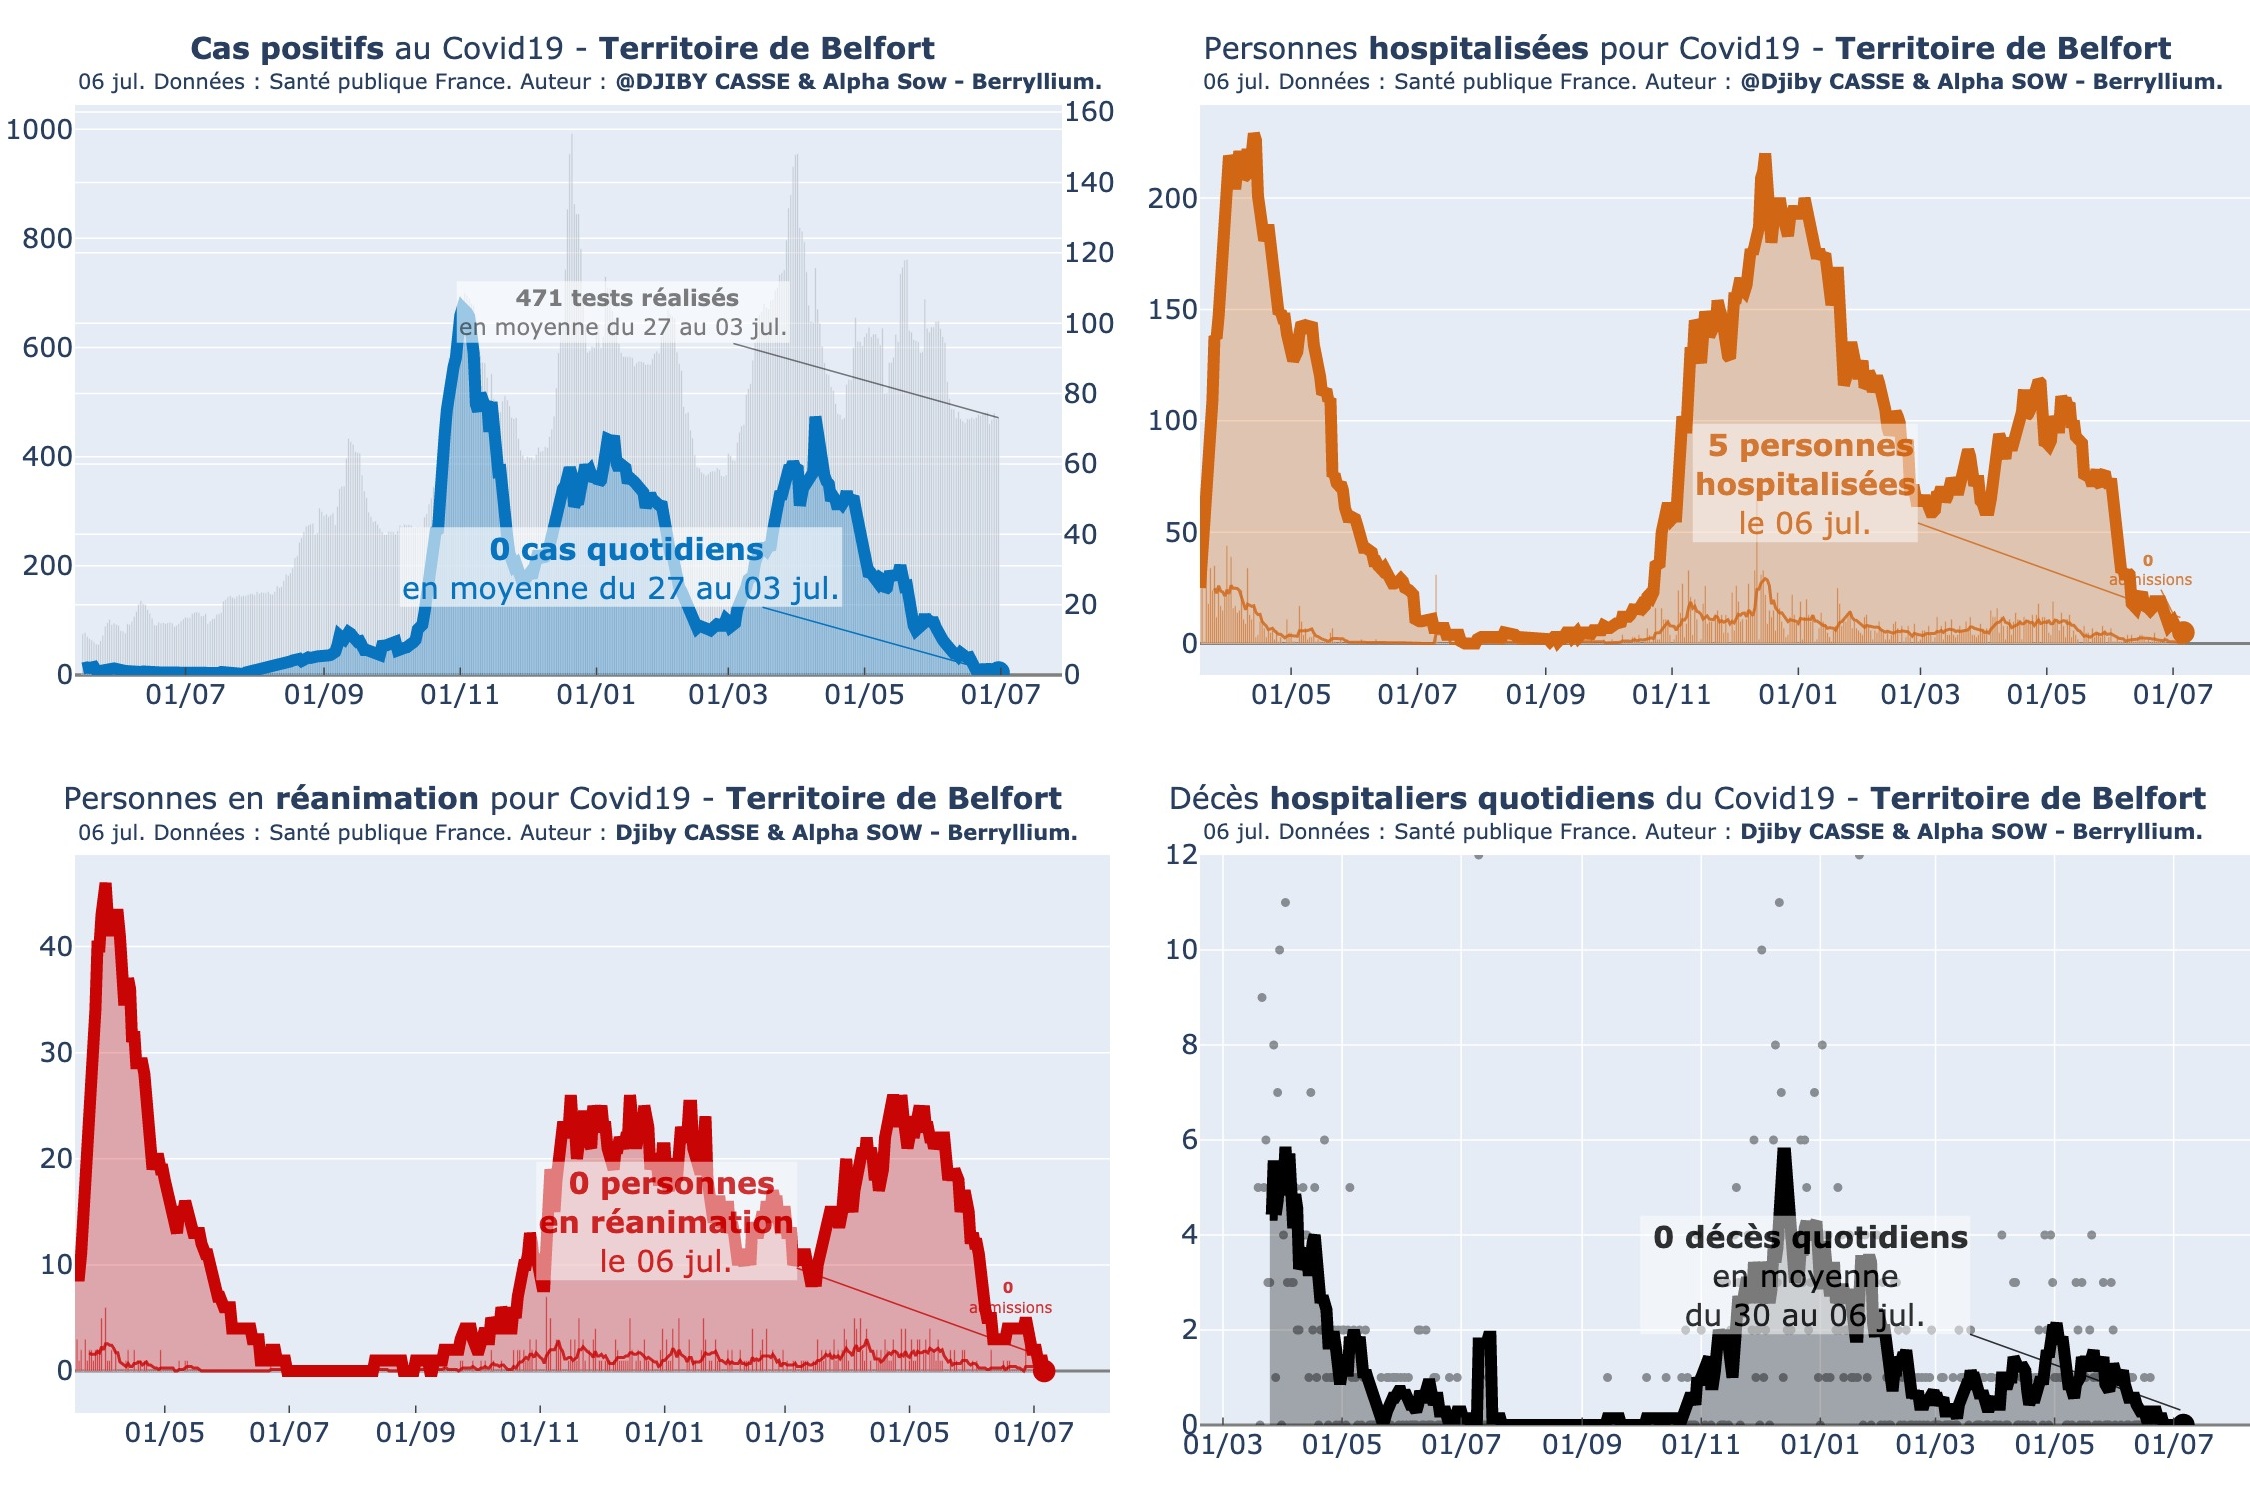 Cas positifs au Covid19 - Territoire de Belfort
06 jul. Données : Santé publique France. Auteur : @DJIBY CASSE & Alpha Sow - Berryllium.
1000
800
600
400
200
0
160
140
120
100
80
60
40
20
0
471 tests réalisés
en moyenne du 27 au 03 jul.
0 cas quotidiens
en moyenne du 27 au 03 jul.
01/07
01/09
01/11
01/01
01/03
01/05
01/07
Personnes hospitalisées pour Covid19 - Territoire de Belfort
06 jul. Données : Santé publique France. Auteur : @Djiby CASSE & Alpha SOW - Berryllium.
200
150
100
50
0
5 personnes
hospitalisées
le 06 jul.
0
admissions
01/05
01/07
01/09
01/11
01/01
01/03
01/05
01/07
Personnes en réanimation pour Covid19 - Territoire de Belfort
06 jul. Données : Santé publique France. Auteur : Djiby CASSE & Alpha SOW - Berryllium.
40
30
20
10
0
0 personnes
en réanimation
le 06 jul.
0
admissions
01/05
01/07
01/09
01/11
01/01
01/03
01/05
01/07
Décès hospitaliers quotidiens du Covid19 - Territoire de Belfort
06 jul. Données : Santé publique France. Auteur : Djiby CASSE & Alpha SOW - Berryllium.
12
10
8
6
4
2
0
0 décès quotidiens
en moyenne
du 30 au 06 jul.
01/03
01/05
01/07
01/09
01/11
01/01
01/03
01/05
01/07